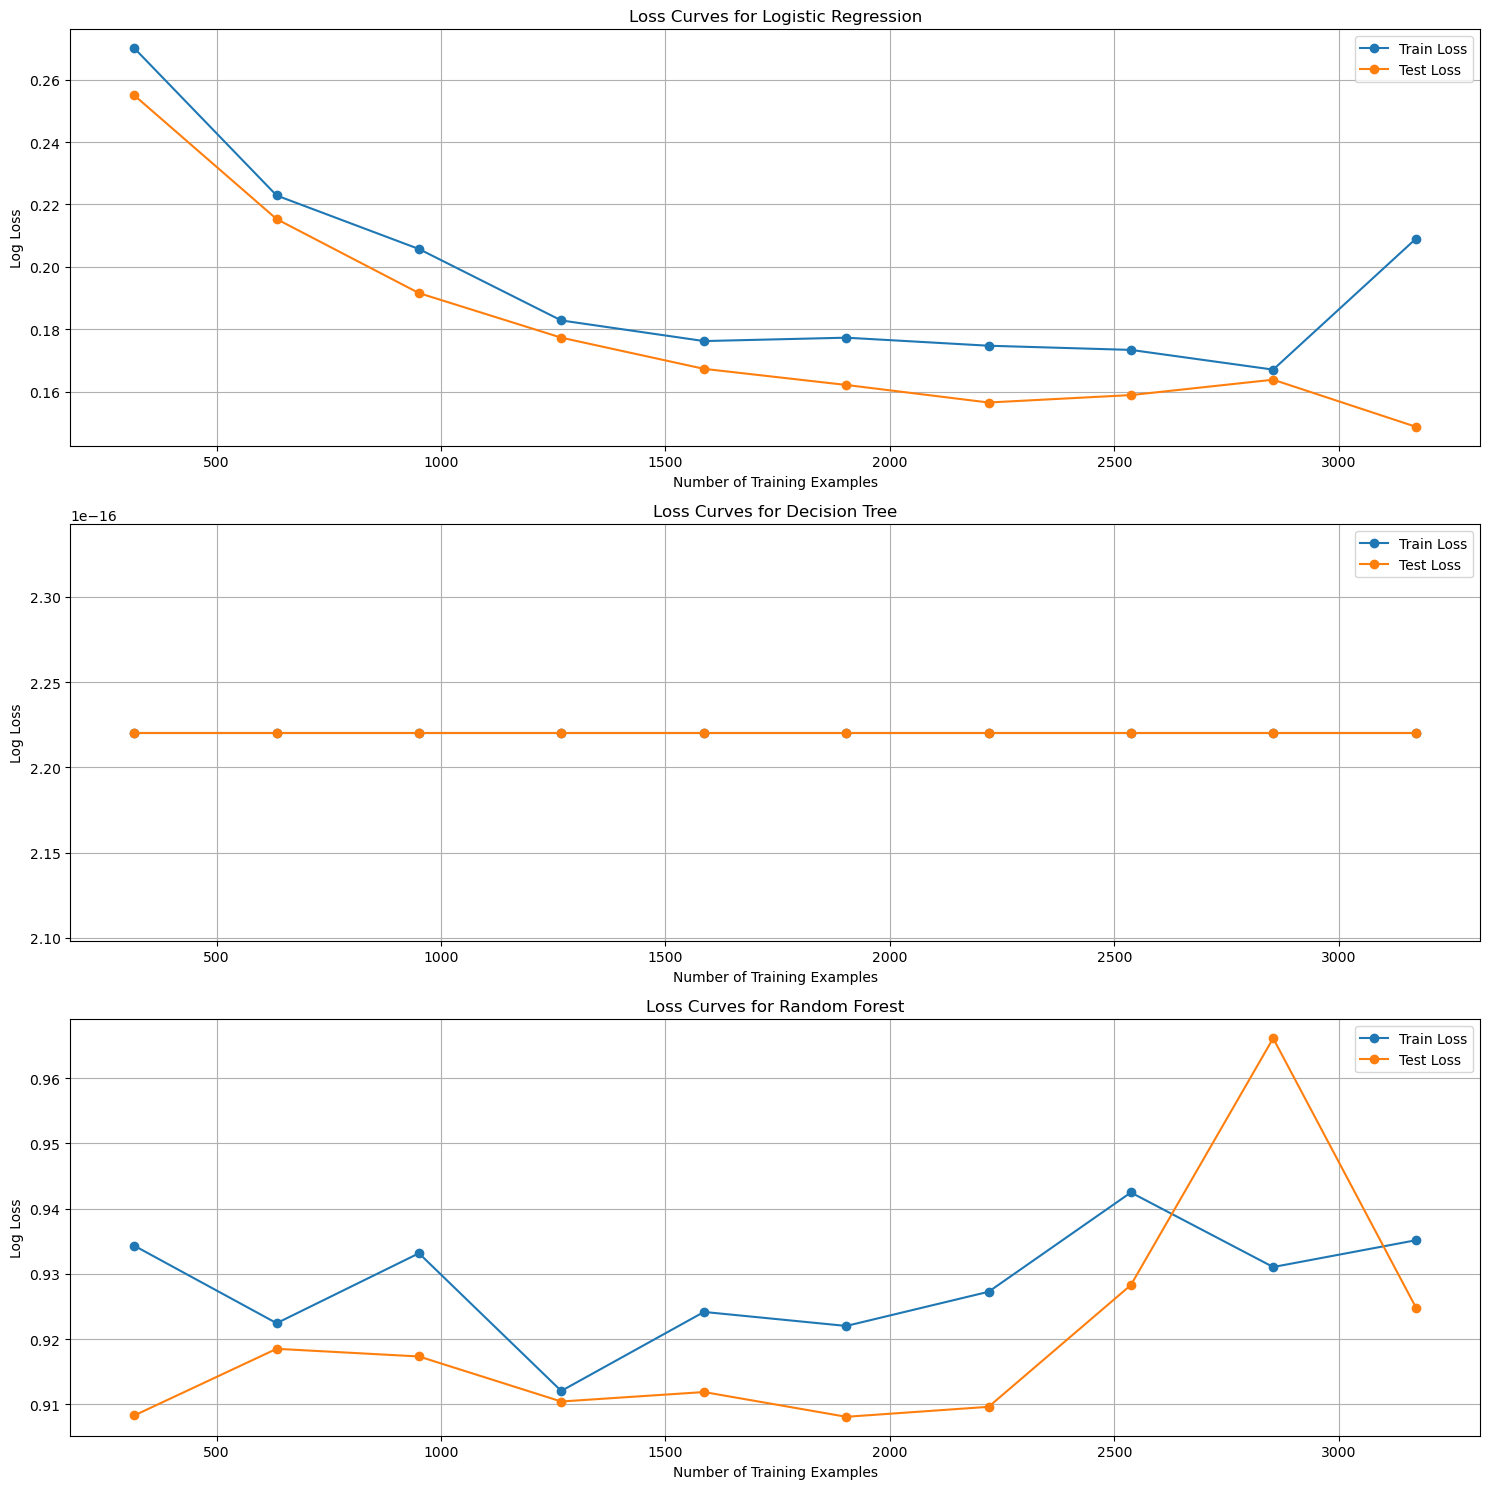 Loss Curves for Logistic Regression
Train Loss
Test Loss
0.26
0.24
0.22
0.20
0.18
0.16
Log Loss
500 1000 1500 2000 2500 3000
Number of Training Examples
Loss Curves for Decision Tree
1e−16
Train Loss
Test Loss
2.30
2.25
2.20
2.15
2.10
Log Loss
500 1000 1500 2000 2500 3000
Number of Training Examples
Loss Curves for Random Forest
Train Loss
Test Loss
0.96
0.95
0.94
0.93
0.92
0.91
Log Loss
500 1000 1500 2000 2500 3000
Number of Training Examples